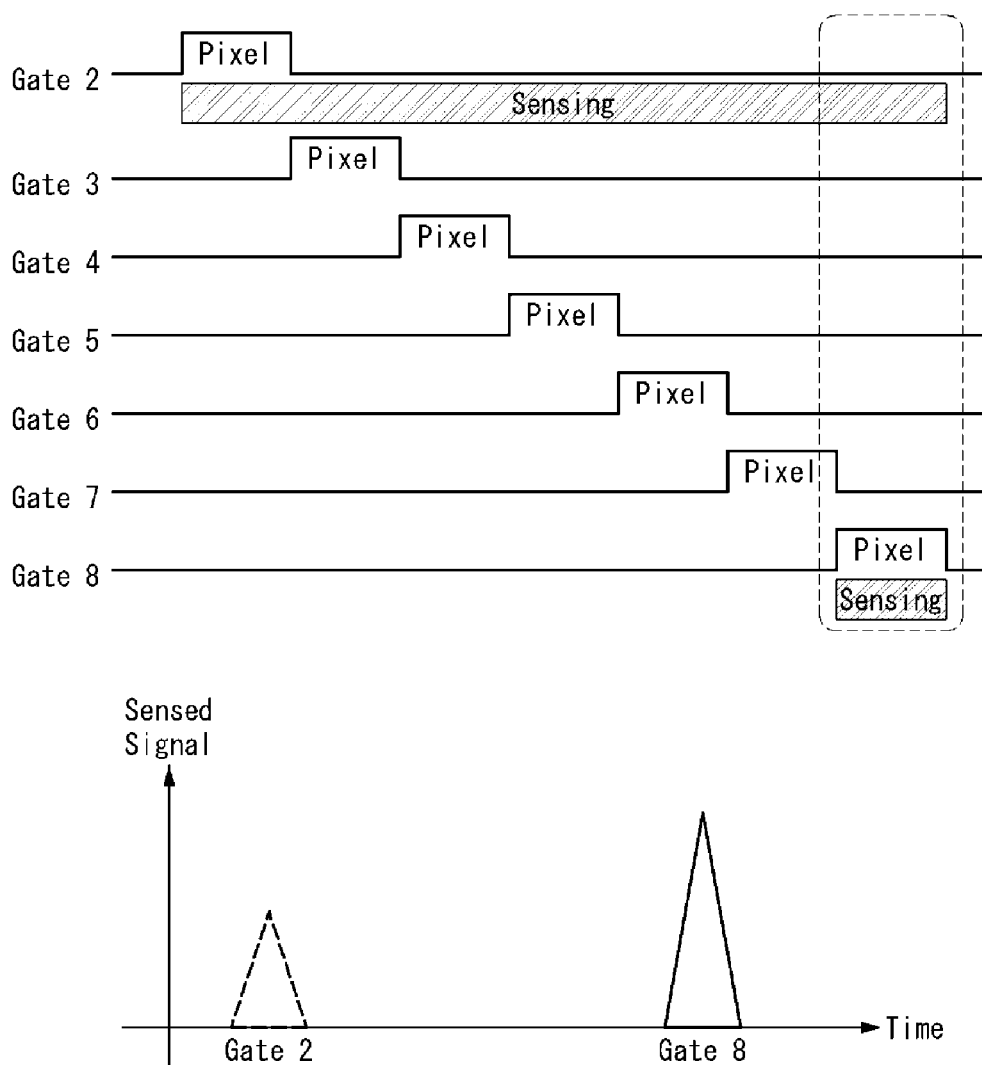 Pixel
Gate 2
Sensing
Pixel
Gate 3
Pixel
Gate 4
Pixel
Gate 5
Pixel
Gate 6
Pixel
Gate 7
Pixel
Gate 8
Sensing
Sensed
Signal
Time
Gate 2
Gate 8